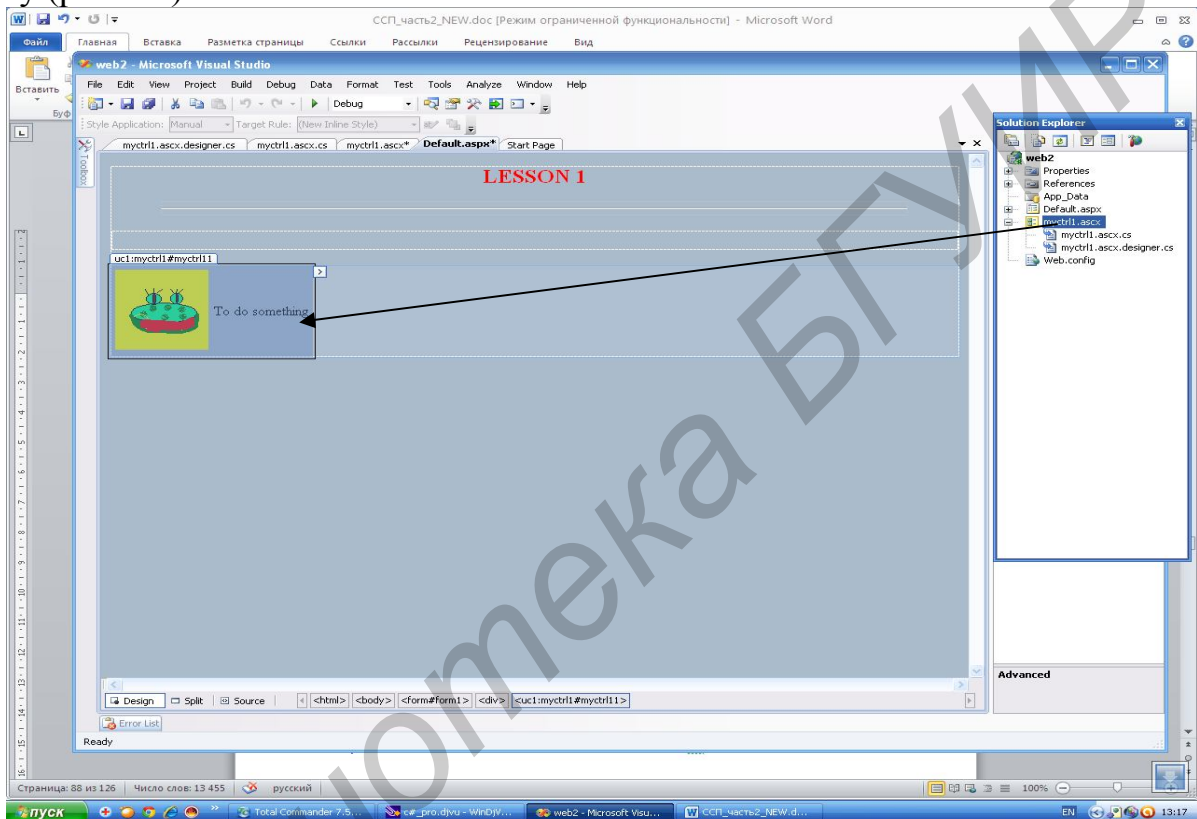 ССП_часть2_NEW.doc [Режим ограниченной функциональности] - Microsoft Word
Файл Главная Вставка Разметка страницы Ссылки Рассылки Рецензирование Вид
Вставить
web2 - Microsoft Visual Studio
File Edit View Project Build Debug Data Format Test Tools Analyze Window Help
Debug
Style Application: Manual Target Rule: (New Inline Style)
myctrl1.ascx.designer.cs myctrl1.ascx.cs myctrl1.ascx* Default.aspx* Start Page
Toolbox
LESSON 1
uc1:myctrl1#myctrl11
To do something
Solution Explorer
web2
Properties
References
App_Data
Default.aspx
myctrl1.ascx
myctrl1.ascx.cs
myctrl1.ascx.designer.cs
Web.config
Advanced
Design Split Source <html> <body> <form#form1> <div> <uc1:myctrl1#myctrl11>
Error List
Ready
Страница: 88 из 126 Число слов: 13 455 русский 100%
пуск Total Commander 7.5... c#_pro.djvu - WinDjV... web2 - Microsoft Visu... ССП_часть2_NEW.d... EN 13:17
БГУИР